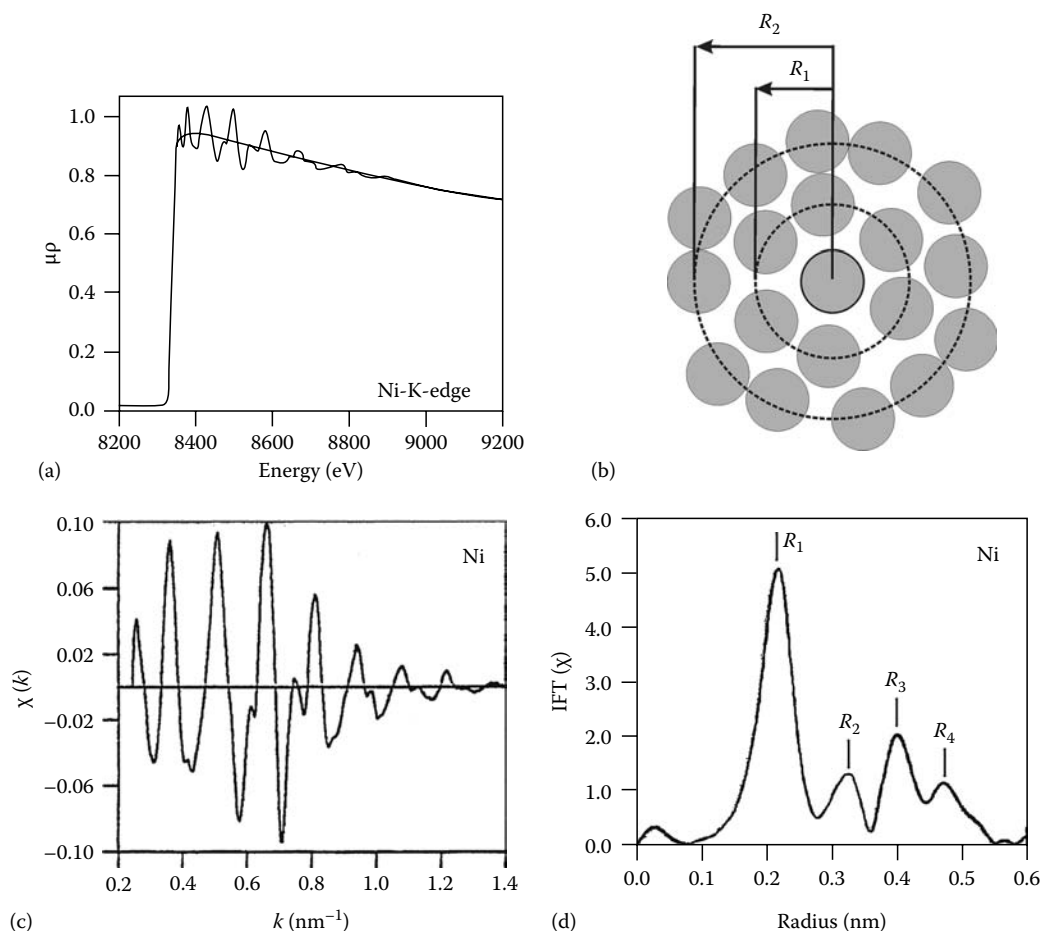 1.0
0.8
0.6
0.4
0.2
0.0
μρ
Ni-K-edge
8200 8400 8600 8800 9000 9200
Energy (eV)
(a)
R2
R1
(b)
0.10
0.06
0.02
−0.02
−0.06
−0.10
χ (k)
Ni
0.2 0.4 0.6 0.8 1.0 1.2 1.4
k (nm⁻¹)
(c)
6.0
5.0
4.0
3.0
2.0
1.0
0.0
IFT (χ)
R1
R2
R3
R4
Ni
0.0 0.1 0.2 0.3 0.4 0.5 0.6
Radius (nm)
(d)